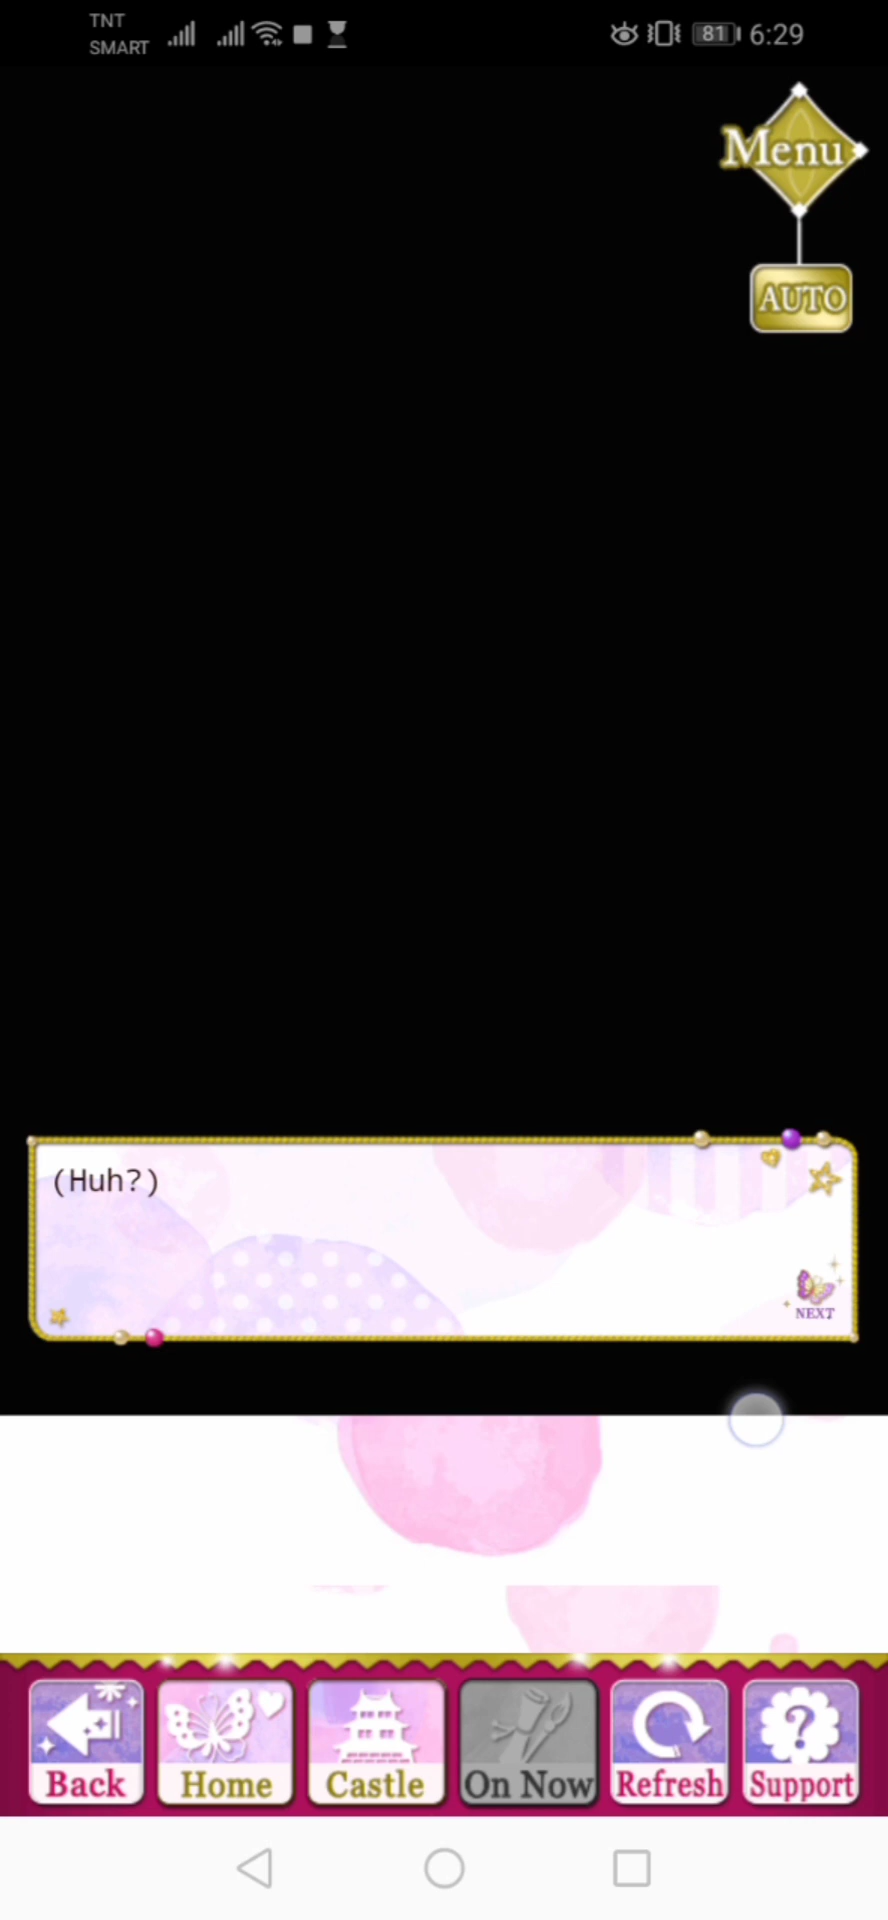 TNT
SMART
81 6:29
Menu
AUTO
(Huh?)
NEXT
Back Home Castle On Now Refresh Support